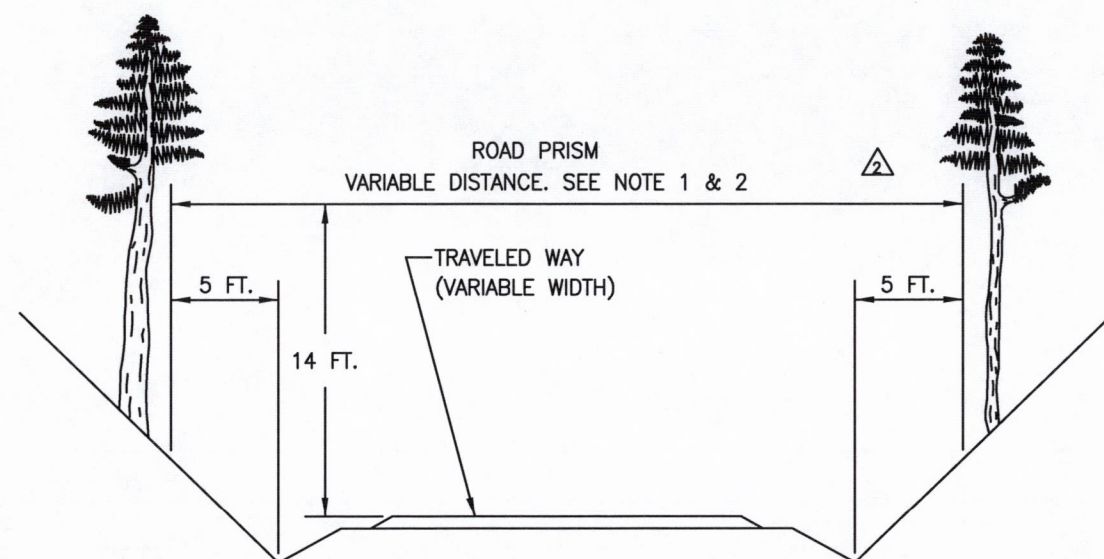 ROAD PRISM
VARIABLE DISTANCE. SEE NOTE 1 & 2
2
TRAVELED WAY
(VARIABLE WIDTH)
5 FT.
5 FT.
14 FT.